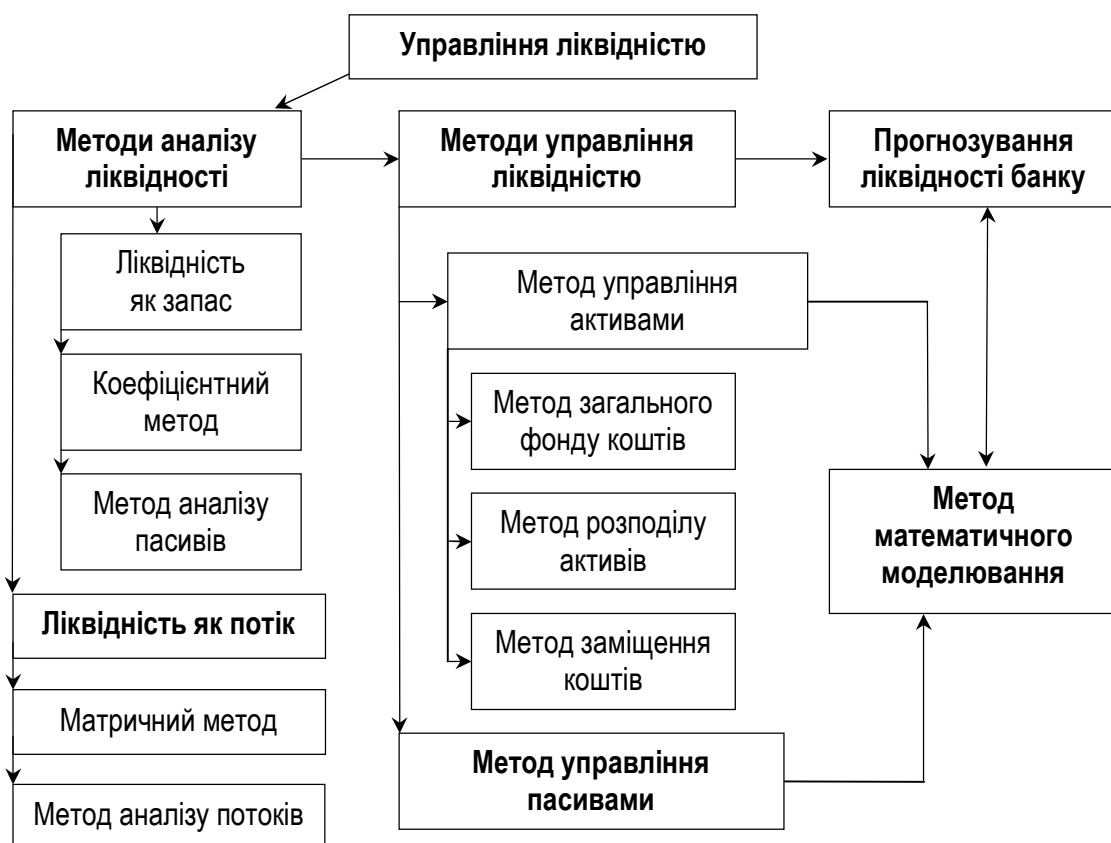 Управління ліквідністю
Методи аналізу
ліквідності
Методи управління
ліквідністю
Прогнозування
ліквідності банку
Ліквідність
як запас
Коефіцієнтний
метод
Метод аналізу
пасивів
Ліквідність як потік
Матричний метод
Метод аналізу потоків
Метод управління
активами
Метод загального
фонду коштів
Метод розподілу
активів
Метод заміщення
коштів
Метод управління
пасивами
Метод
математичного
моделювання